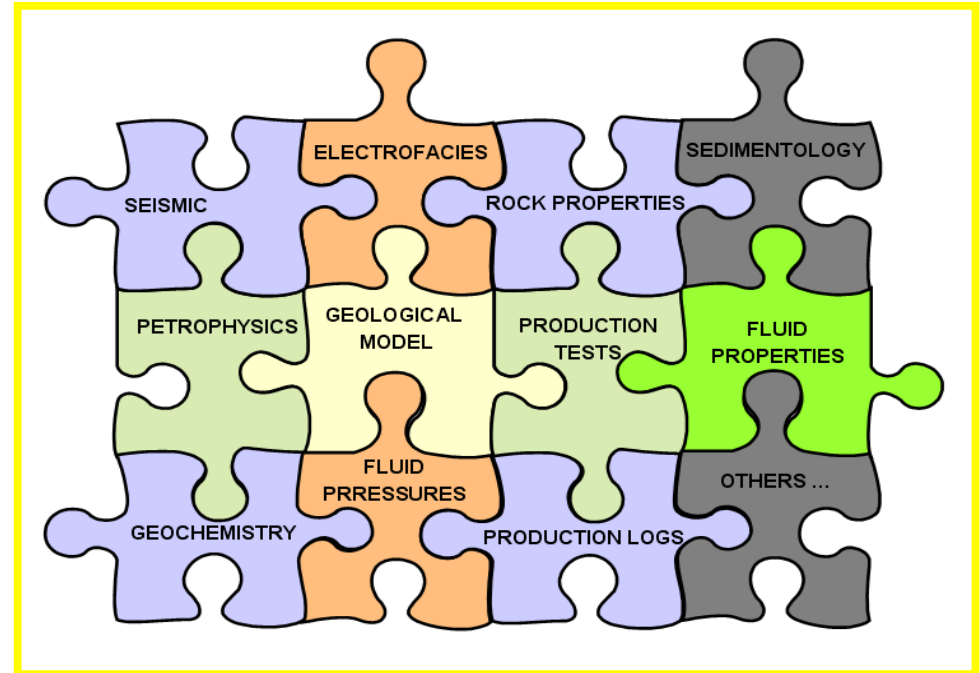 SEISMIC
ELECTROFACIES
ROCK PROPERTIES
SEDIMENTOLOGY
PETROPHYSICS
GEOLOGICAL
MODEL
PRODUCTION
TESTS
FLUID
PROPERTIES
GEOCHEMISTRY
FLUID
PRRESSURES
PRODUCTION LOGS
OTHERS ...